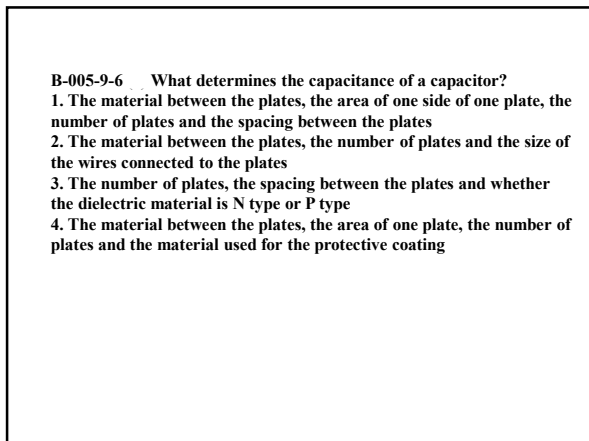 B-005-9-6 What determines the capacitance of a capacitor?
1. The material between the plates, the area of one side of one plate, the
number of plates and the spacing between the plates
2. The material between the plates, the number of plates and the size of
the wires connected to the plates
3. The number of plates, the spacing between the plates and whether
the dielectric material is N type or P type
4. The material between the plates, the area of one plate, the number of
plates and the material used for the protective coating